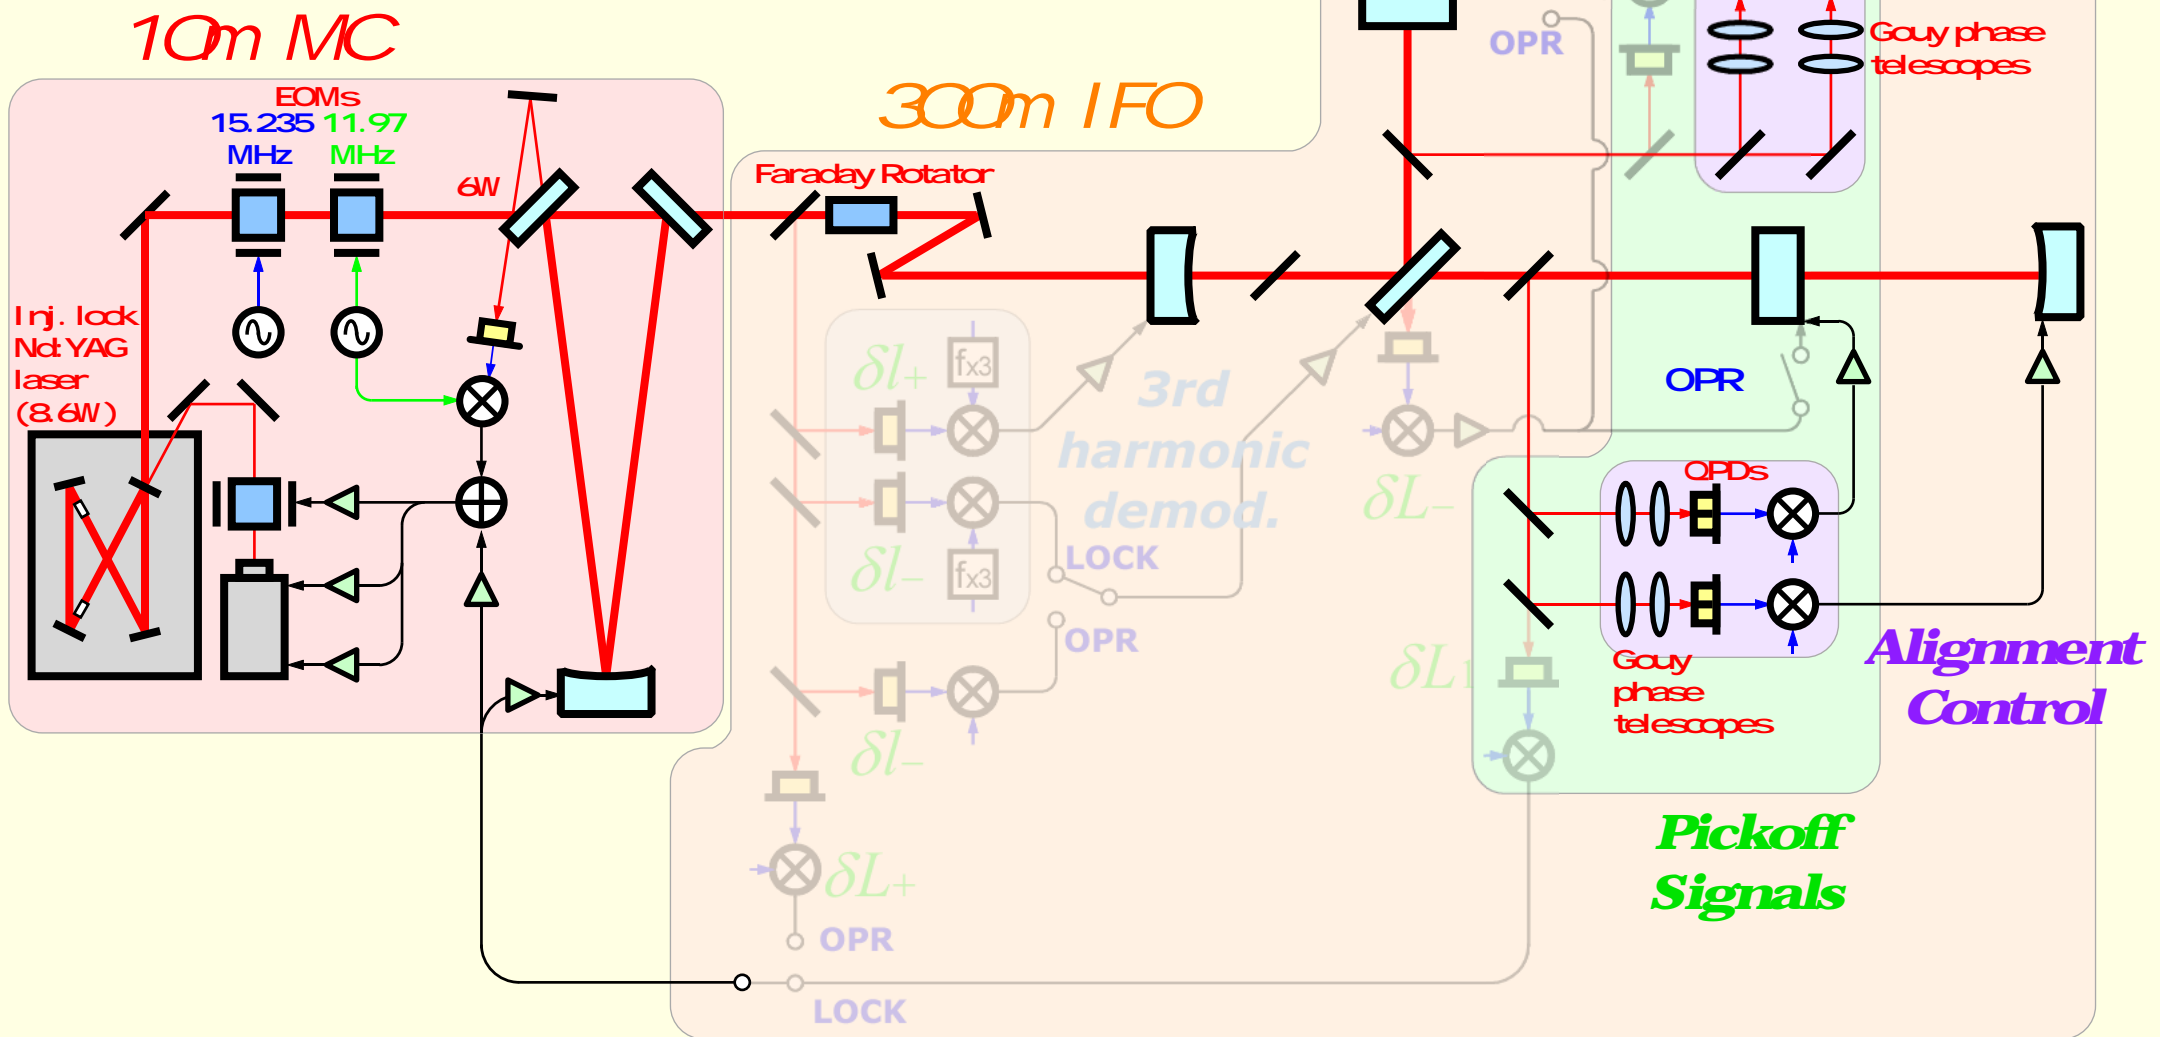 10m MC
EOMs
15.235 11.97
MHz MHz
6W
Inj. lock
Nd:YAG
laser
(8.6W)
300m IFO
Faraday Rotator
OPR
Gouy phase
telescopes
δl+
fx3
3rd
harmonic
demod.
δl−
fx3
LOCK
OPR
δl−
δL+
OPR
LOCK
δL−
OPR
QPDs
δL
Gouy
phase
telescopes
Alignment
Control
Pickoff
Signals